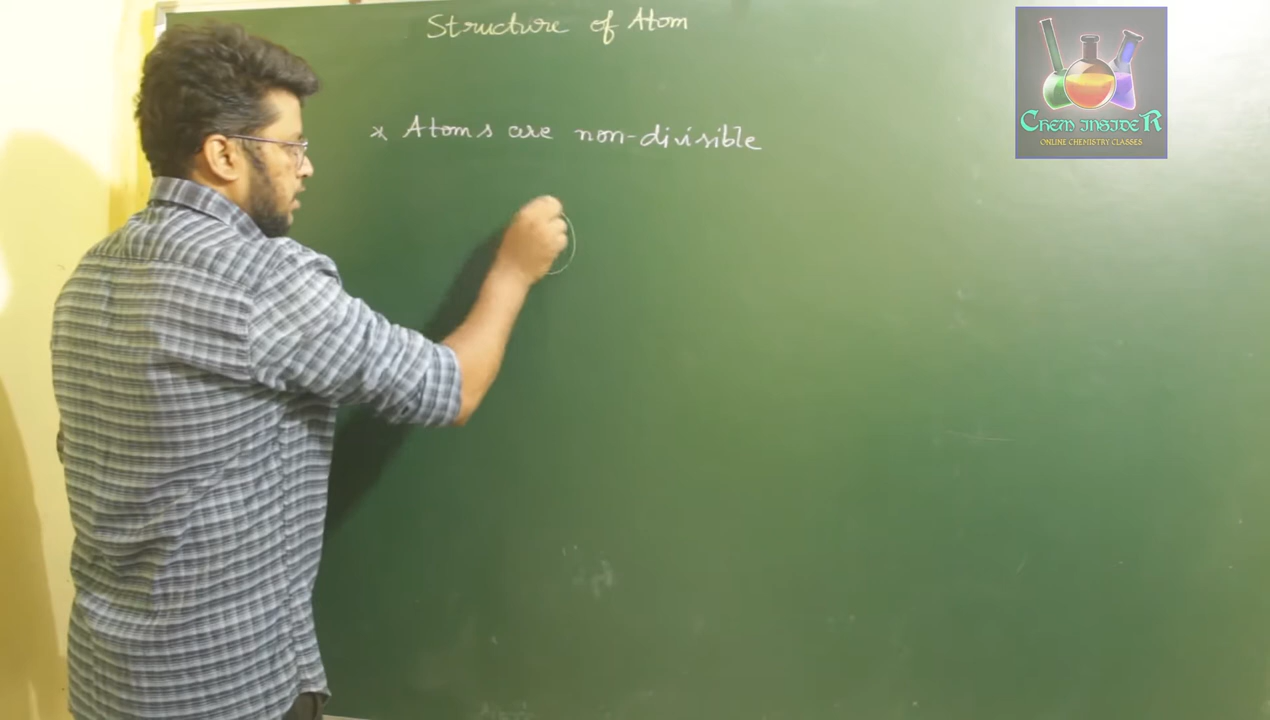 Structure of Atom
* Atoms are non-divisible
CHEM INSIDER
ONLINE CHEMISTRY CLASSES